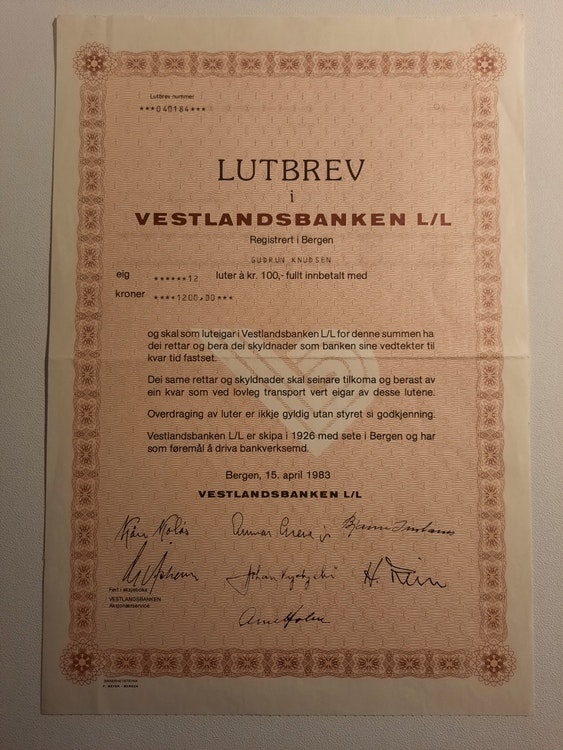 Lutbrev nummer
***040184***
LUTBREV
i
VESTLANDSBANKEN L/L
Registrert i Bergen
GUDRUN KNUDSEN
eig ******12 luter à kr. 100,- fullt innbetalt med
kroner ****1200,00***
og skal som luteigar i Vestlandsbanken L/L for denne summen ha
dei rettar og bera dei skyldnader som banken sine vedtekter til
kvar tid fastset.
Dei same rettar og skyldnader skal seinare tilkoma og berast av
ein kvar som ved lovleg transport vert eigar av desse lutene.
Overdraging av luter er ikkje gyldig utan styret si godkjenning.
Vestlandsbanken L/L er skipa i 1926 med sete i Bergen og har
som føremål å driva bankverksemd.
Bergen, 15. april 1983
VESTLANDSBANKEN L/L
Arne Holm
Ført i aksjeboka
VESTLANDSBANKEN
Aksjonærservice